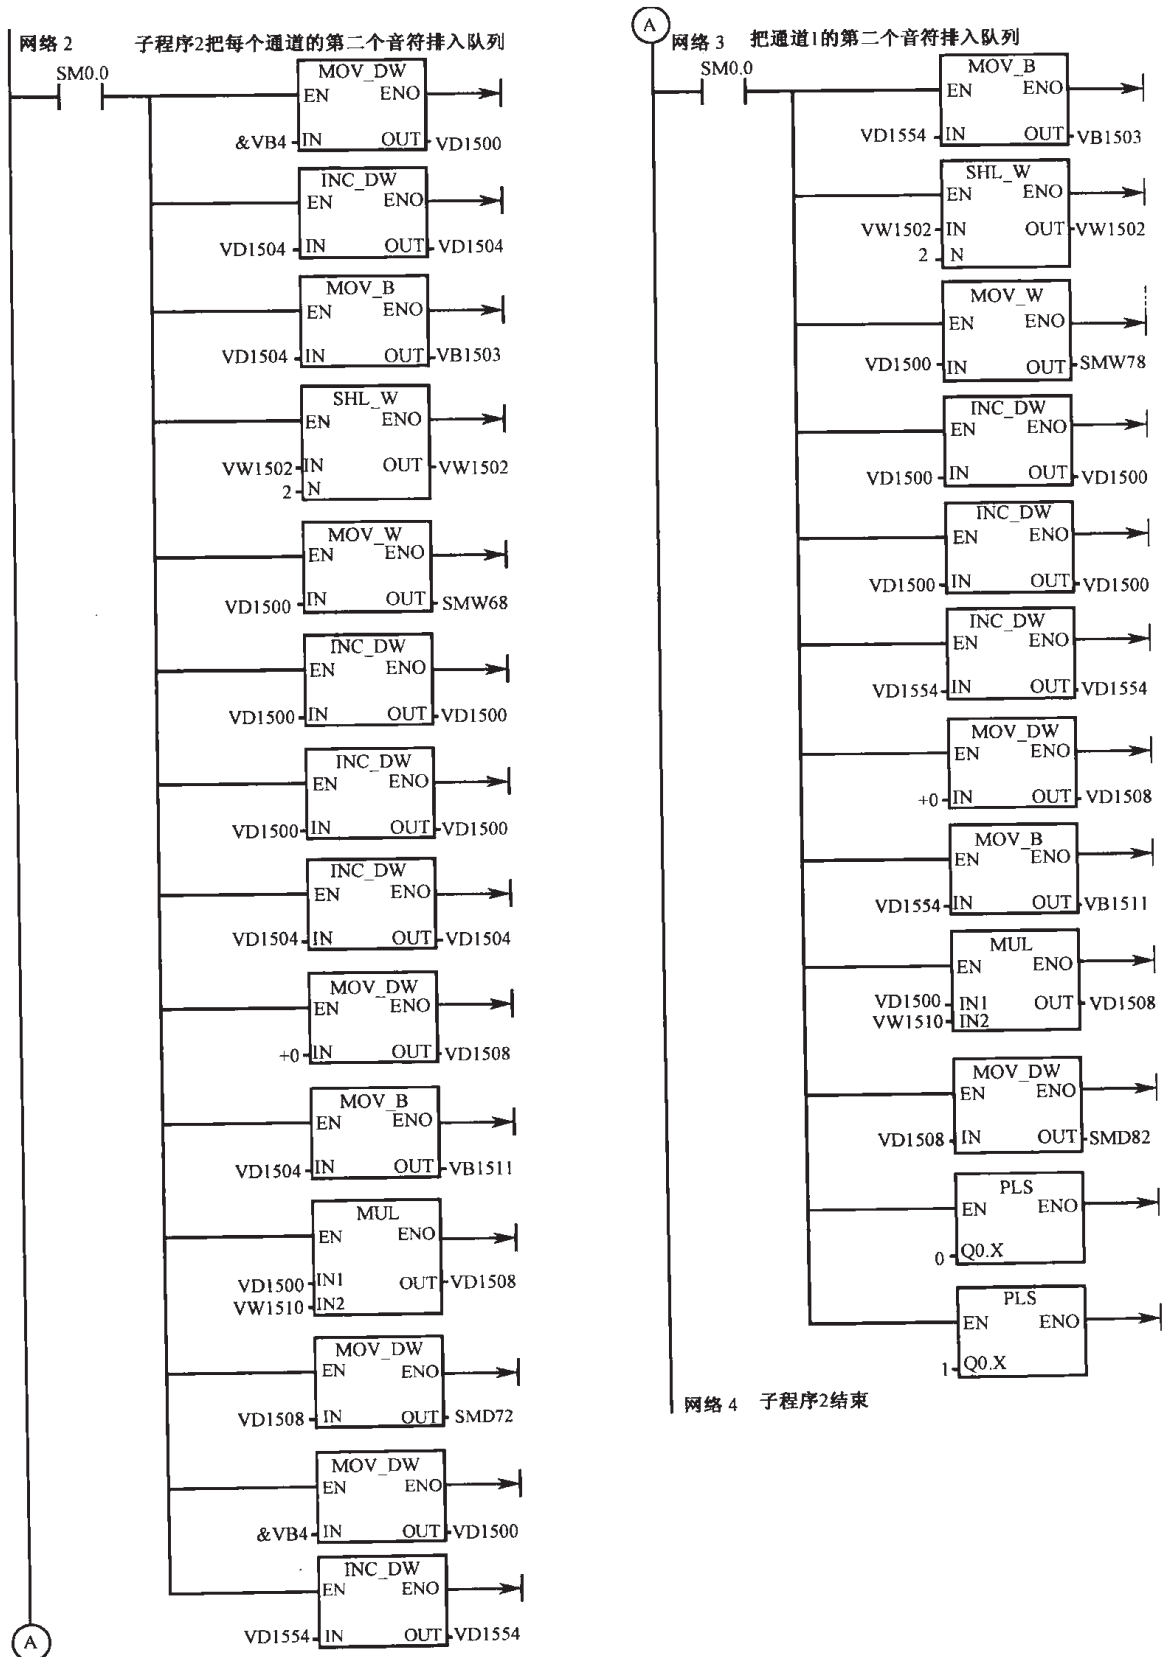 网络 2 子程序2把每个通道的第二个音符排入队列
SM0.0
MOV_DW
EN ENO
&VB4 IN OUT VD1500
INC_DW
EN ENO
VD1504 IN OUT VD1504
MOV_B
EN ENO
VD1504 IN OUT VB1503
SHL_W
EN ENO
VW1502 IN OUT VW1502
2 N
MOV_W
EN ENO
VD1500 IN OUT SMW68
INC_DW
EN ENO
VD1500 IN OUT VD1500
INC_DW
EN ENO
VD1500 IN OUT VD1500
INC_DW
EN ENO
VD1504 IN OUT VD1504
MOV_DW
EN ENO
+0 IN OUT VD1508
MOV_B
EN ENO
VD1504 IN OUT VB1511
MUL
EN ENO
VD1500 IN1 OUT VD1508
VW1510 IN2
MOV_DW
EN ENO
VD1508 IN OUT SMD72
MOV_DW
EN ENO
&VB4 IN OUT VD1500
INC_DW
EN ENO
VD1554 IN OUT VD1554
A
A
网络 3 把通道1的第二个音符排入队列
SM0.0
MOV_B
EN ENO
VD1554 IN OUT VB1503
SHL_W
EN ENO
VW1502 IN OUT VW1502
2 N
MOV_W
EN ENO
VD1500 IN OUT SMW78
INC_DW
EN ENO
VD1500 IN OUT VD1500
INC_DW
EN ENO
VD1500 IN OUT VD1500
INC_DW
EN ENO
VD1554 IN OUT VD1554
MOV_DW
EN ENO
+0 IN OUT VD1508
MOV_B
EN ENO
VD1554 IN OUT VB1511
MUL
EN ENO
VD1500 IN1 OUT VD1508
VW1510 IN2
MOV_DW
EN ENO
VD1508 IN OUT SMD82
PLS
EN ENO
0 Q0.X
PLS
EN ENO
1 Q0.X
网络 4 子程序2结束